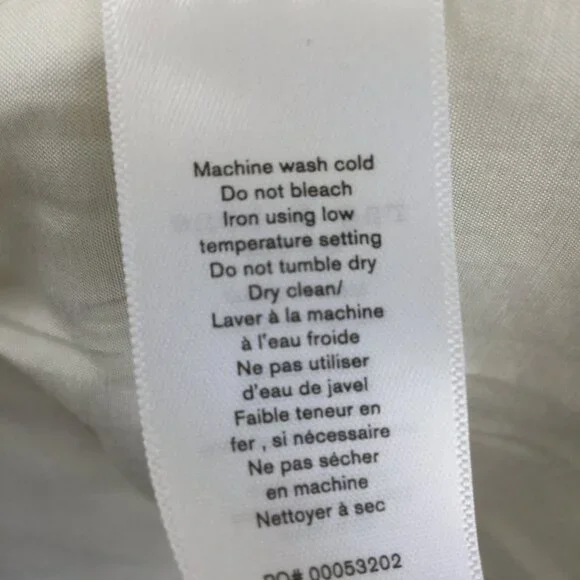 Machine wash cold
Do not bleach
Iron using low
temperature setting
Do not tumble dry
Dry clean/
Laver à la machine
à l'eau froide
Ne pas utiliser
d'eau de javel
Faible teneur en
fer , si nécessaire
Ne pas sécher
en machine
Nettoyer à sec
PO# 00053202